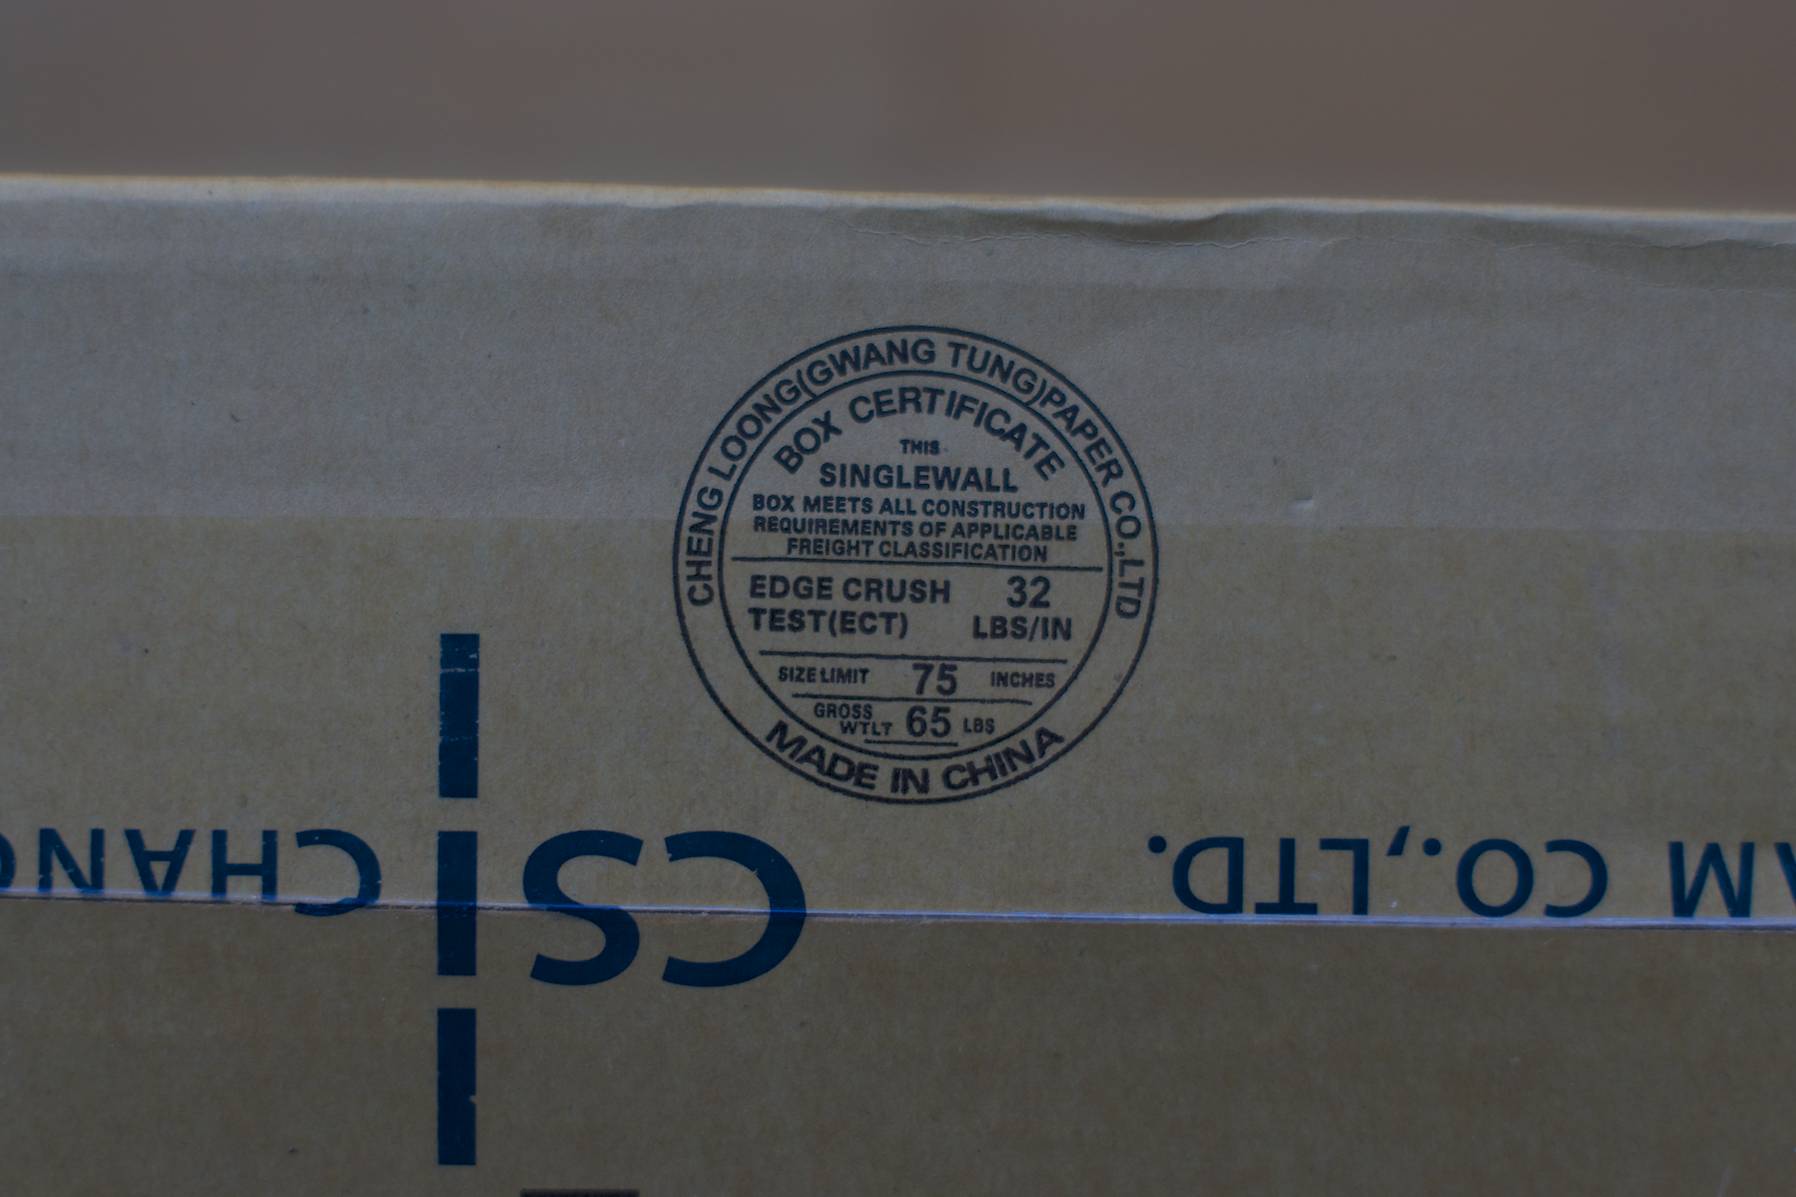 CHENG LOONG(GWANG TUNG)PAPER CO.,LTD
BOX CERTIFICATE
THIS
SINGLEWALL
BOX MEETS ALL CONSTRUCTION
REQUIREMENTS OF APPLICABLE
FREIGHT CLASSIFICATION
EDGE CRUSH 32
TEST(ECT) LBS/IN
SIZE LIMIT 75 INCHES
GROSS
WTLT 65 LBS
MADE IN CHINA
CS
CO.,LTD.